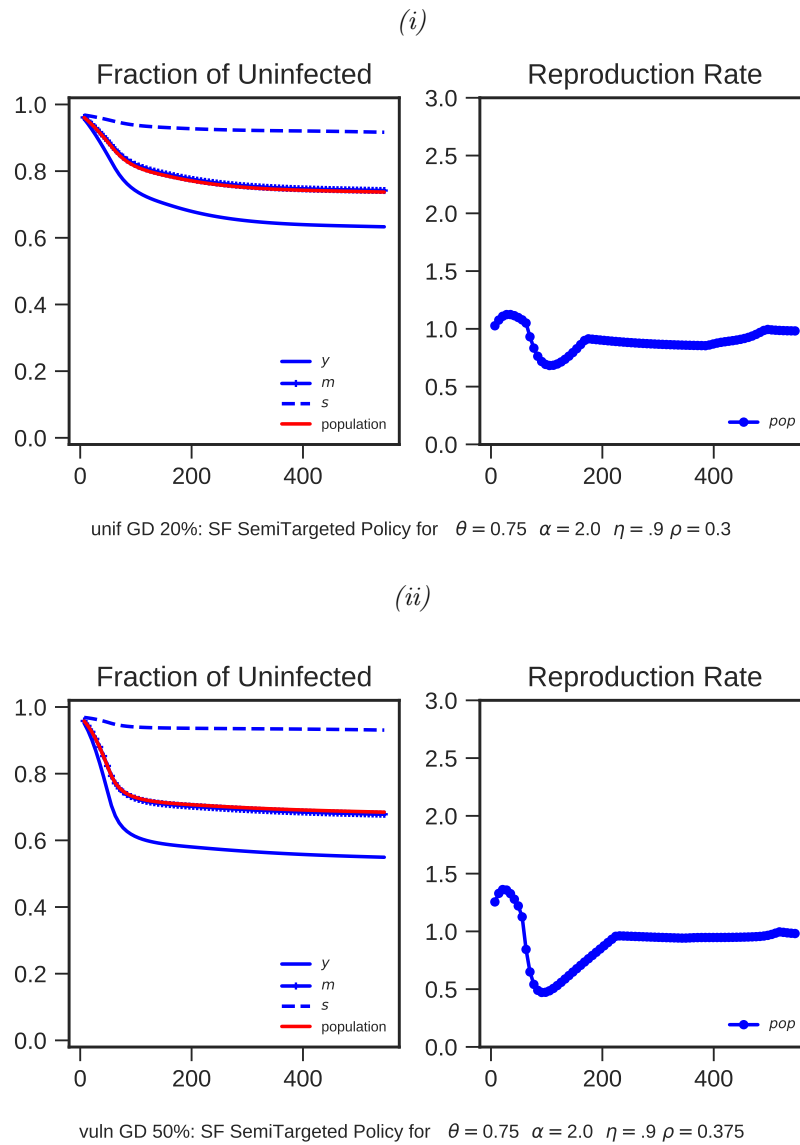 (i)
Fraction of Uninfected
Reproduction Rate
1.0
0.8
0.6
0.4
0.2
0.0
y
m
s
population
0
200
400
3.0
2.5
2.0
1.5
1.0
0.5
0.0
pop
0
200
400
unif GD 20%: SF SemiTargeted Policy for θ = 0.75 α = 2.0 η = .9 ρ = 0.3
(ii)
Fraction of Uninfected
Reproduction Rate
1.0
0.8
0.6
0.4
0.2
0.0
y
m
s
population
0
200
400
3.0
2.5
2.0
1.5
1.0
0.5
0.0
pop
0
200
400
vuln GD 50%: SF SemiTargeted Policy for θ = 0.75 α = 2.0 η = .9 ρ = 0.375